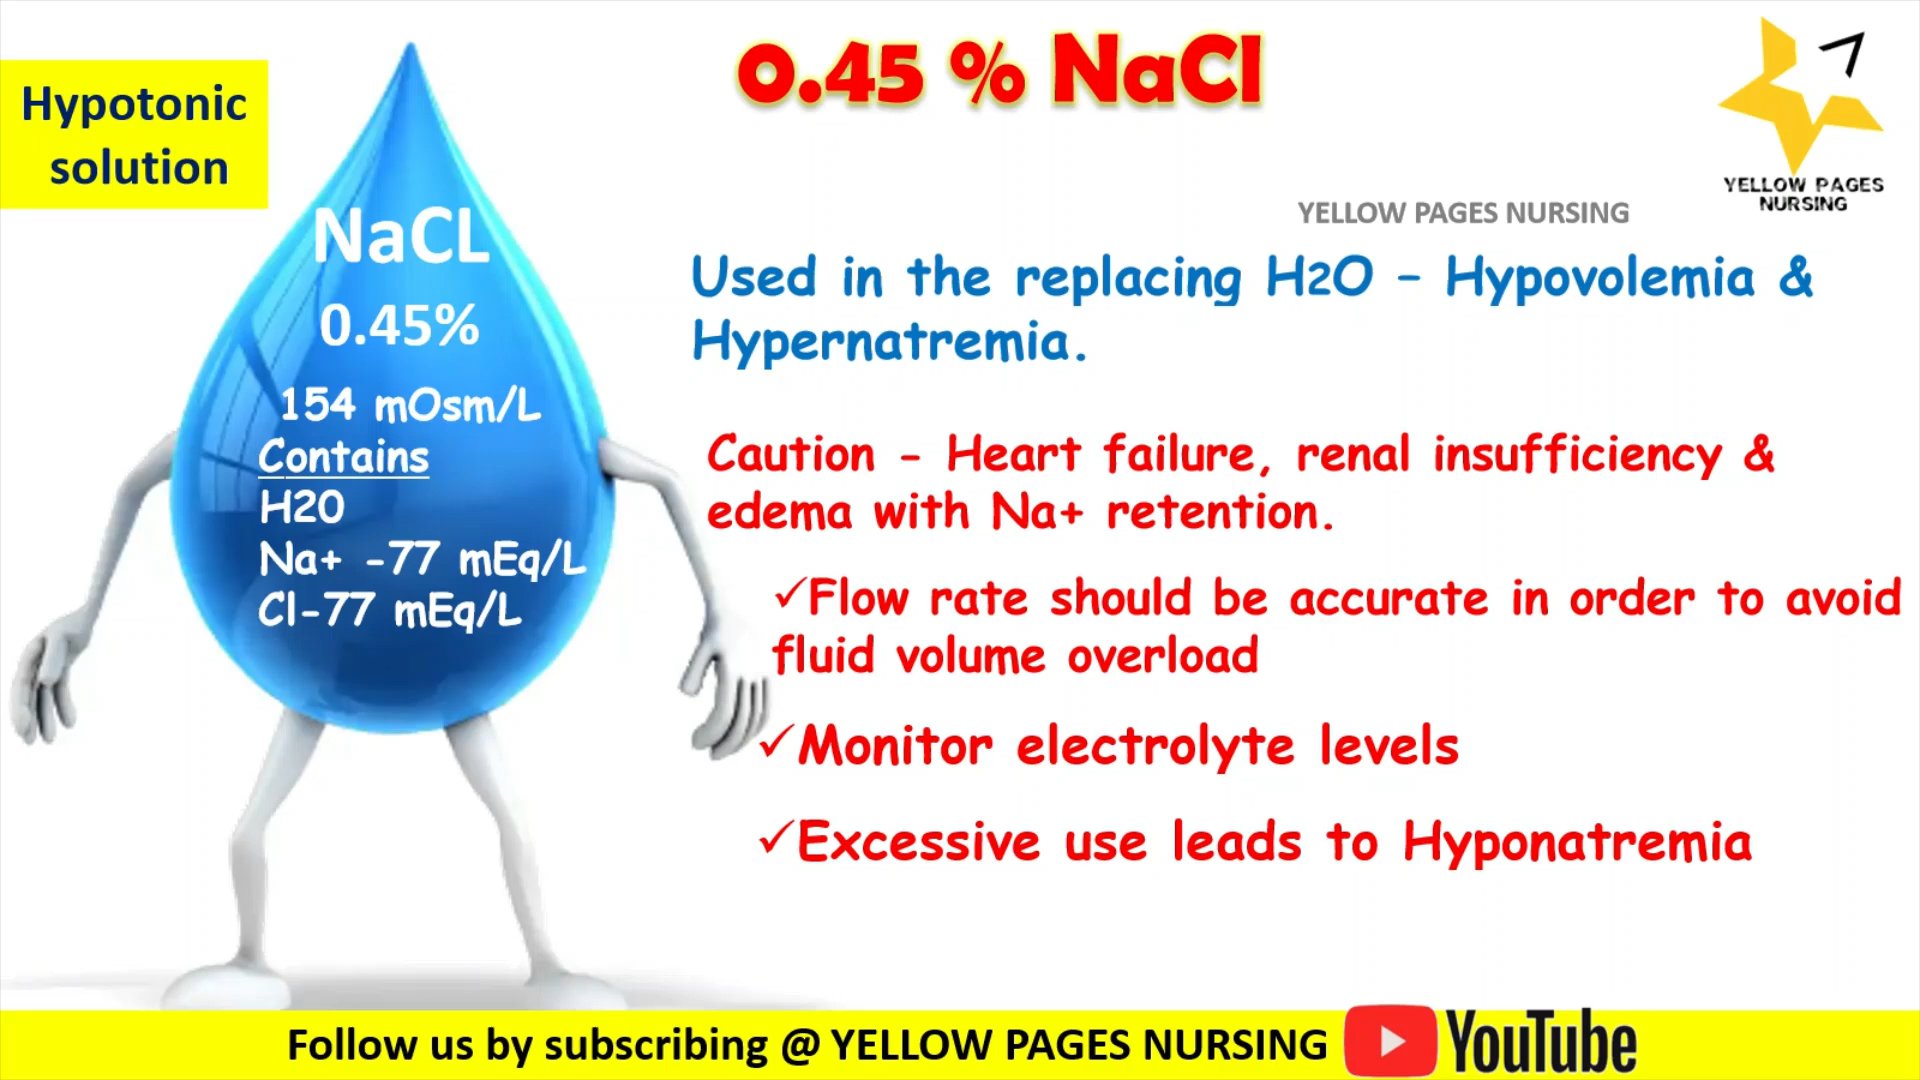 0.45 % NaCl
Hypotonic
solution
NaCL
0.45%
154 mOsm/L
Contains
H20
Na+ -77 mEq/L
Cl-77 mEq/L
YELLOW PAGES
NURSING
YELLOW PAGES NURSING
Used in the replacing H2O – Hypovolemia &
Hypernatremia.
Caution - Heart failure, renal insufficiency &
edema with Na+ retention.
✓Flow rate should be accurate in order to avoid
fluid volume overload
✓Monitor electrolyte levels
✓Excessive use leads to Hyponatremia
Follow us by subscribing @ YELLOW PAGES NURSING YouTube